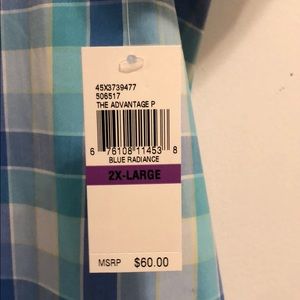 45X3739477
506517
THE ADVANTAGE P
6 76108 11453 8
BLUE RADIANCE
2X-LARGE
MSRP $60.00